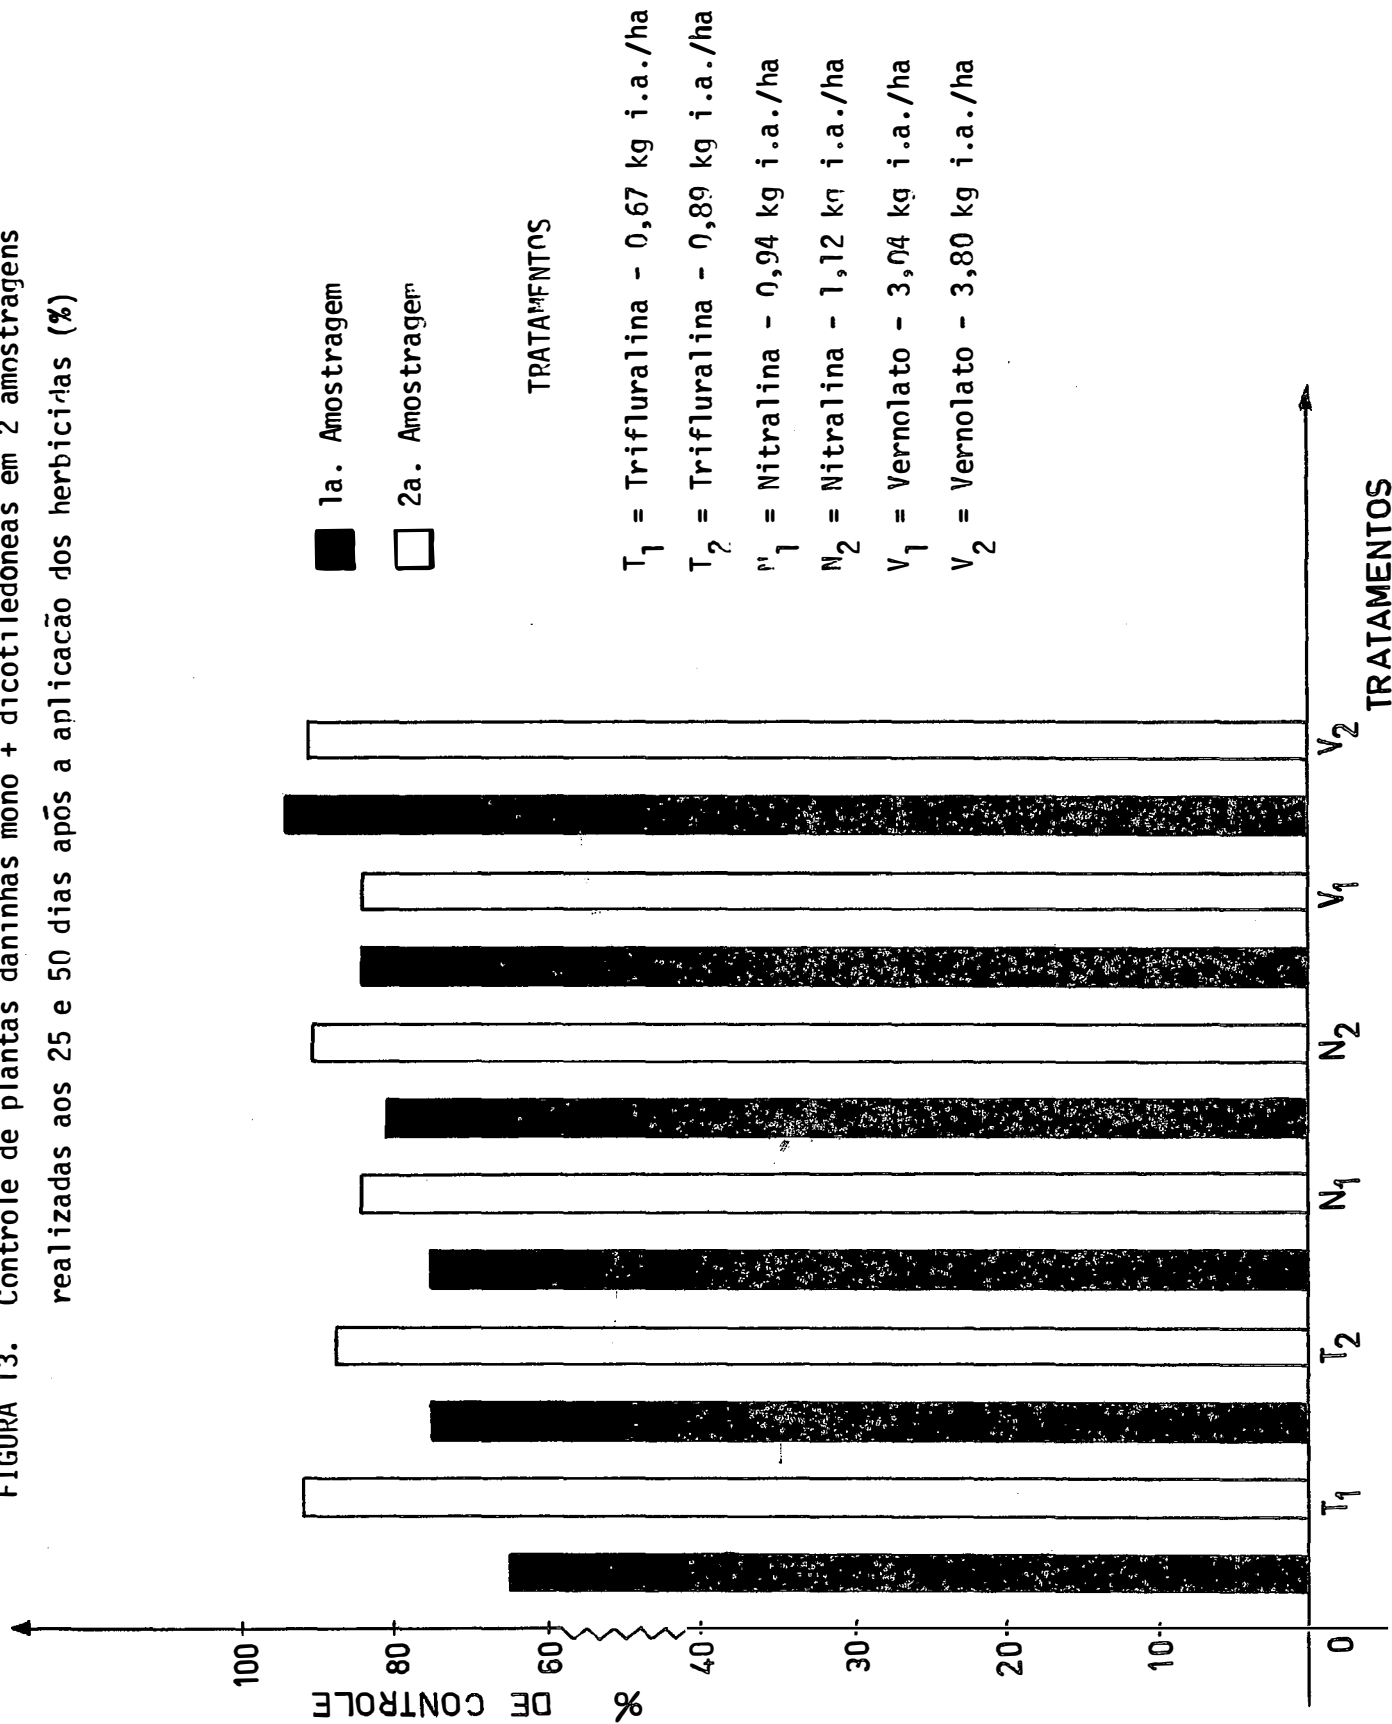 FIGURA 13. Controle de plantas daninhas mono + dicotiledoneas em 2 amostragens
realizadas aos 25 e 50 dias após a aplicacão dos herbicidas (%)
1a. Amostragem
2a. Amostragem
TRATAMENTOS
T1 = Trifluralina - 0,67 kg i.a./ha
T2 = Trifluralina - 0,89 kg i.a./ha
N1 = Nitralina - 0,94 kg i.a./ha
N2 = Nitralina - 1,12 kg i.a./ha
V1 = Vernolato - 3,04 kg i.a./ha
V2 = Vernolato - 3,80 kg i.a./ha
% DE CONTROLE
100
80
60
40
30
20
10
0
T1 T2 N1 N2 V1 V2
TRATAMENTOS